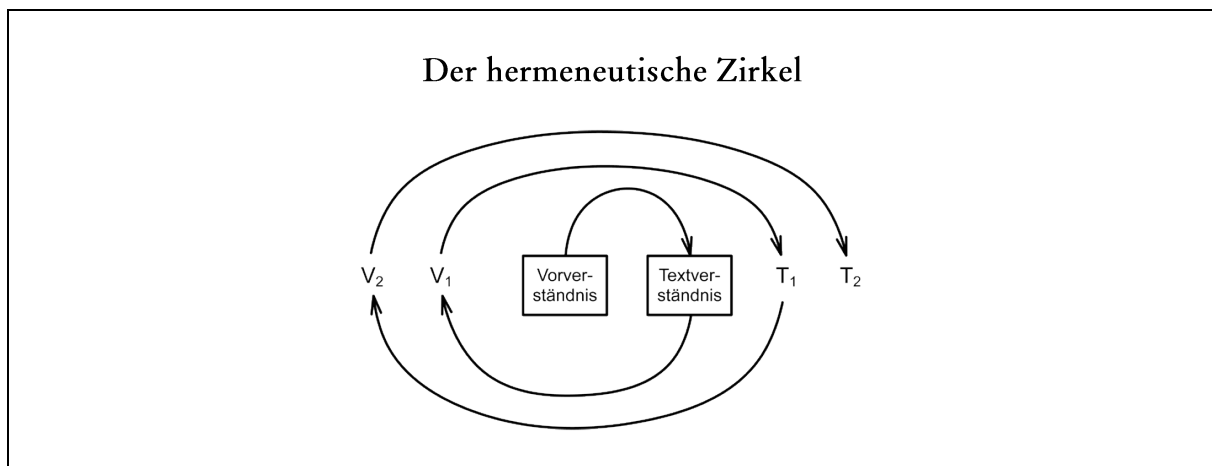 Der hermeneutische Zirkel
V₂
V₁
Vorver-
ständnis
Textver-
ständnis
T₁
T₂